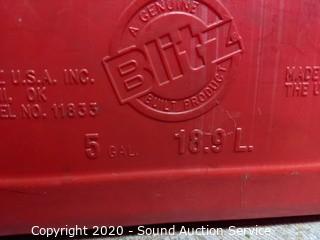 A GENUINE
Blitz
BUILT PRODUCT
U.S.A. INC.
OK
NO. 11833
MADE
THE
5 GAL. 18.9 L.
Copyright 2020 - Sound Auction Service